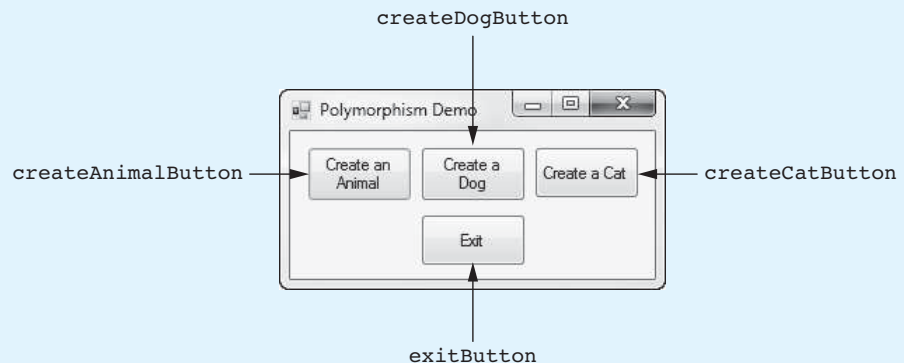 createDogButton
Polymorphism Demo
createAnimalButton
Create an
Animal
Create a
Dog
Create a Cat
createCatButton
Exit
exitButton